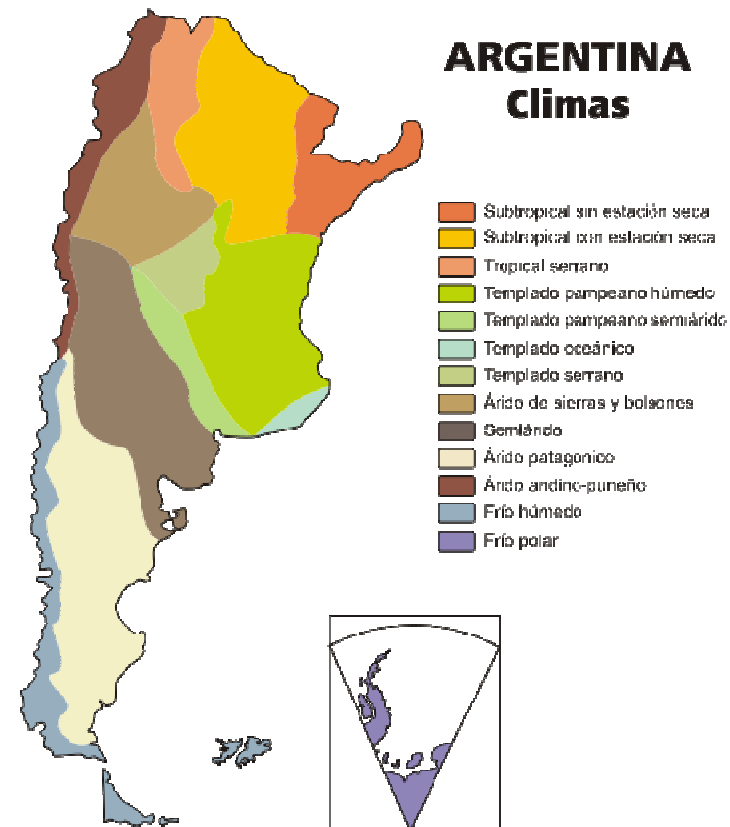 ARGENTINA
Climas
Subtropical sin estación seca
Subtropical con estación seca
Tropical serrano
Templado pampeano húmedo
Templado pampeano semiárido
Templado oceánico
Templado serrano
Árido de sierras y bolsones
Semiárido
Árido patagonico
Árido andino-puneño
Frío húmedo
Frío polar